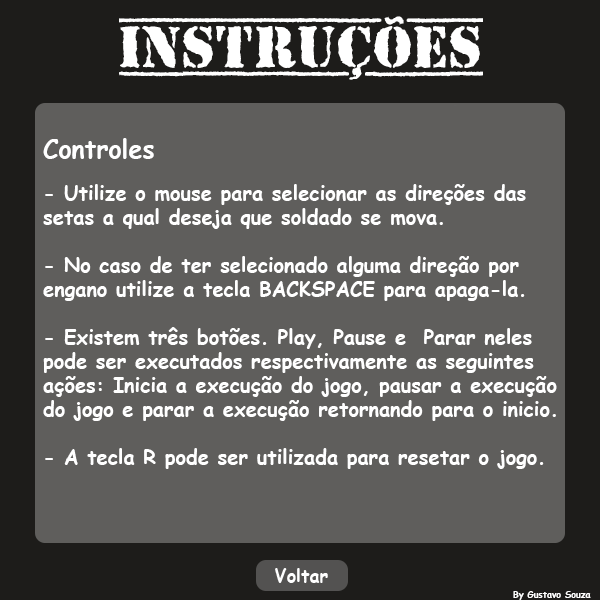 INSTRUÇÕES
Controles
- Utilize o mouse para selecionar as direções das
setas a qual deseja que soldado se mova.
- No caso de ter selecionado alguma direção por
engano utilize a tecla BACKSPACE para apaga-la.
- Existem três botões. Play, Pause e  Parar neles
pode ser executados respectivamente as seguintes
ações: Inicia a execução do jogo, pausar a execução
do jogo e parar a execução retornando para o inicio.
- A tecla R pode ser utilizada para resetar o jogo.
Voltar
By Gustavo Souza